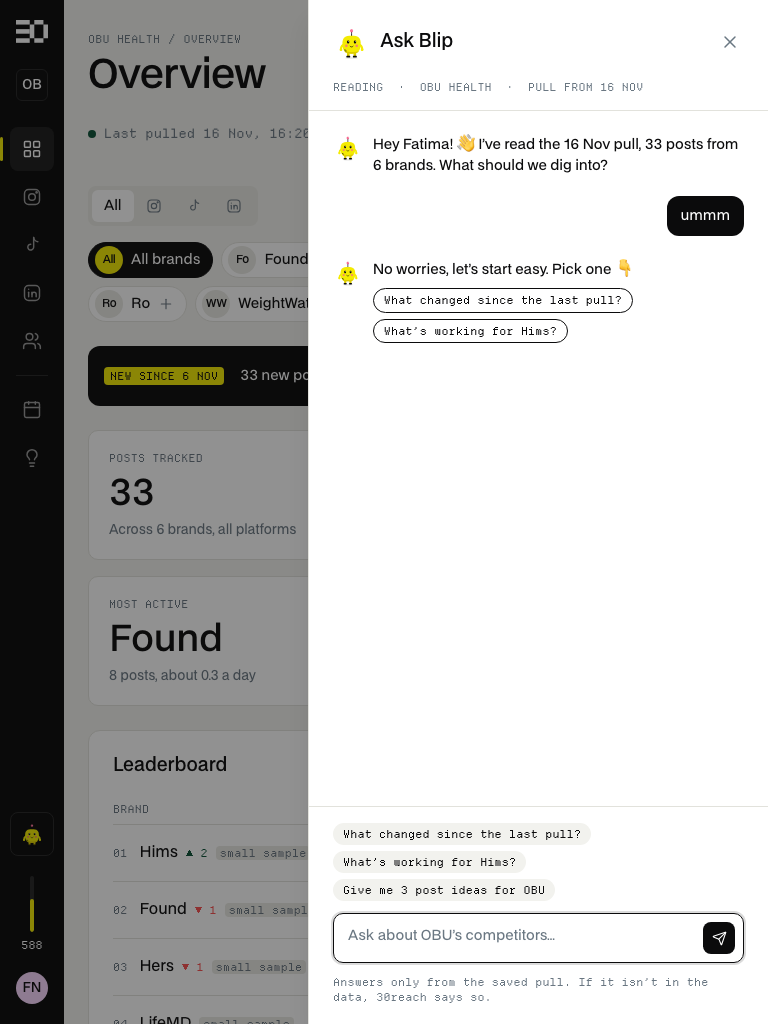 OB
588
FN
OBU HEALTH / OVERVIEW
Overview
Last pulled 16 Nov, 16:20
All
All All brands Fo Found
Ro Ro WW WeightWat
NEW SINCE 6 NOV 33 new po
POSTS TRACKED
33
Across 6 brands, all platforms
MOST ACTIVE
Found
8 posts, about 0.3 a day
Leaderboard
BRAND
01 Hims ▲ 2 small sample
02 Found ▼ 1 small sampl
03 Hers ▼ 1 small sample
04 LifeMD small sample
Ask Blip
READING · OBU HEALTH · PULL FROM 16 NOV
Hey Fatima! 👋 I've read the 16 Nov pull, 33 posts from
6 brands. What should we dig into?
ummm
No worries, let's start easy. Pick one 👇
What changed since the last pull?
What's working for Hims?
What changed since the last pull?
What's working for Hims?
Give me 3 post ideas for OBU
Ask about OBU's competitors...
Answers only from the saved pull. If it isn't in the
data, 30reach says so.